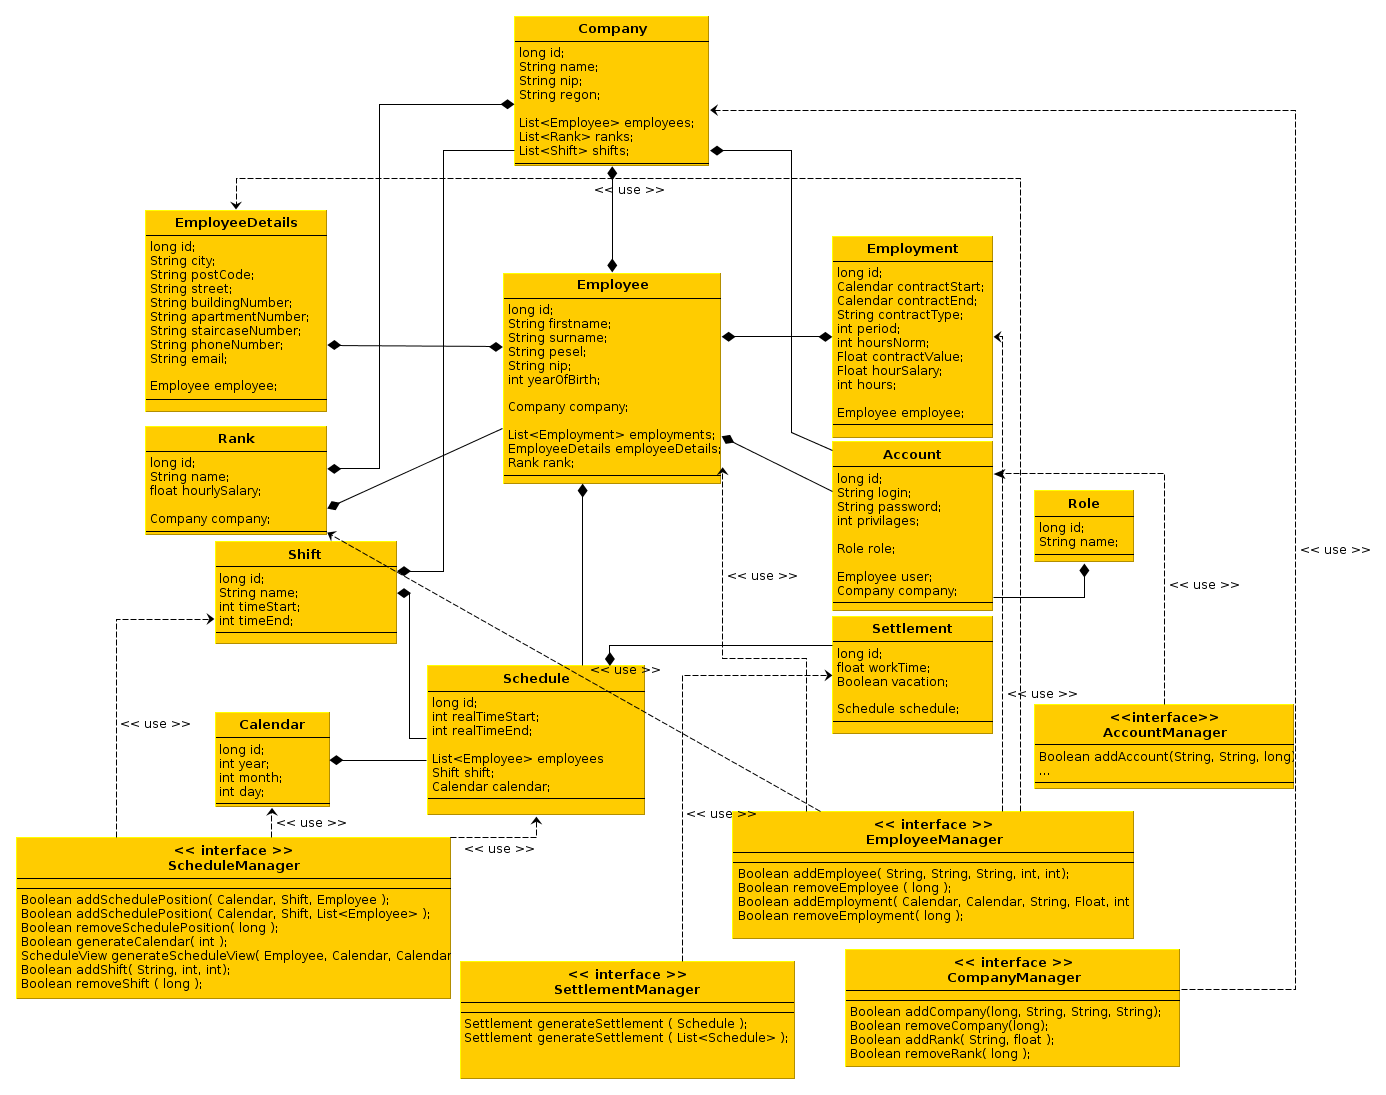 Company
long id;
String name;
String nip;
String regon;
List<Employee> employees;
List<Rank> ranks;
List<Shift> shifts;
<< use >>
EmployeeDetails
long id;
String city;
String postCode;
String street;
String buildingNumber;
String apartmentNumber;
String staircaseNumber;
String phoneNumber;
String email;
Employee employee;
Employee
long id;
String firstname;
String surname;
String pesel;
String nip;
int yearOfBirth;
Company company;
List<Employment> employments;
EmployeeDetails employeeDetails;
Rank rank;
Employment
long id;
Calendar contractStart;
Calendar contractEnd;
String contractType;
int period;
int hoursNorm;
Float contractValue;
Float hourSalary;
int hours;
Employee employee;
Rank
long id;
String name;
float hourlySalary;
Company company;
Account
long id;
String login;
String password;
int privilages;
Role role;
Employee user;
Company company;
Role
long id;
String name;
<< use >>
<< use >>
<< use >>
Shift
long id;
String name;
int timeStart;
int timeEnd;
Settlement
long id;
float workTime;
Boolean vacation;
Schedule schedule;
<< use >>
Schedule
long id;
int realTimeStart;
int realTimeEnd;
List<Employee> employees
Shift shift;
Calendar calendar;
<< use >>
<< use >>
Calendar
long id;
int year;
int month;
int day;
<<interface>>
AccountManager
Boolean addAccount(String, String, long)
...
<< use >>
<< use >>
<< use >>
<< interface >>
ScheduleManager
Boolean addSchedulePosition( Calendar, Shift, Employee );
Boolean addSchedulePosition( Calendar, Shift, List<Employee> );
Boolean removeSchedulePosition( long );
Boolean generateCalendar( int );
ScheduleView generateScheduleView( Employee, Calendar, Calendar
Boolean addShift( String, int, int);
Boolean removeShift ( long );
<< interface >>
EmployeeManager
Boolean addEmployee( String, String, String, int, int);
Boolean removeEmployee ( long );
Boolean addEmployment( Calendar, Calendar, String, Float, int
Boolean removeEmployment( long );
<< interface >>
SettlementManager
Settlement generateSettlement ( Schedule );
Settlement generateSettlement ( List<Schedule> );
<< interface >>
CompanyManager
Boolean addCompany(long, String, String, String);
Boolean removeCompany(long);
Boolean addRank( String, float );
Boolean removeRank( long );